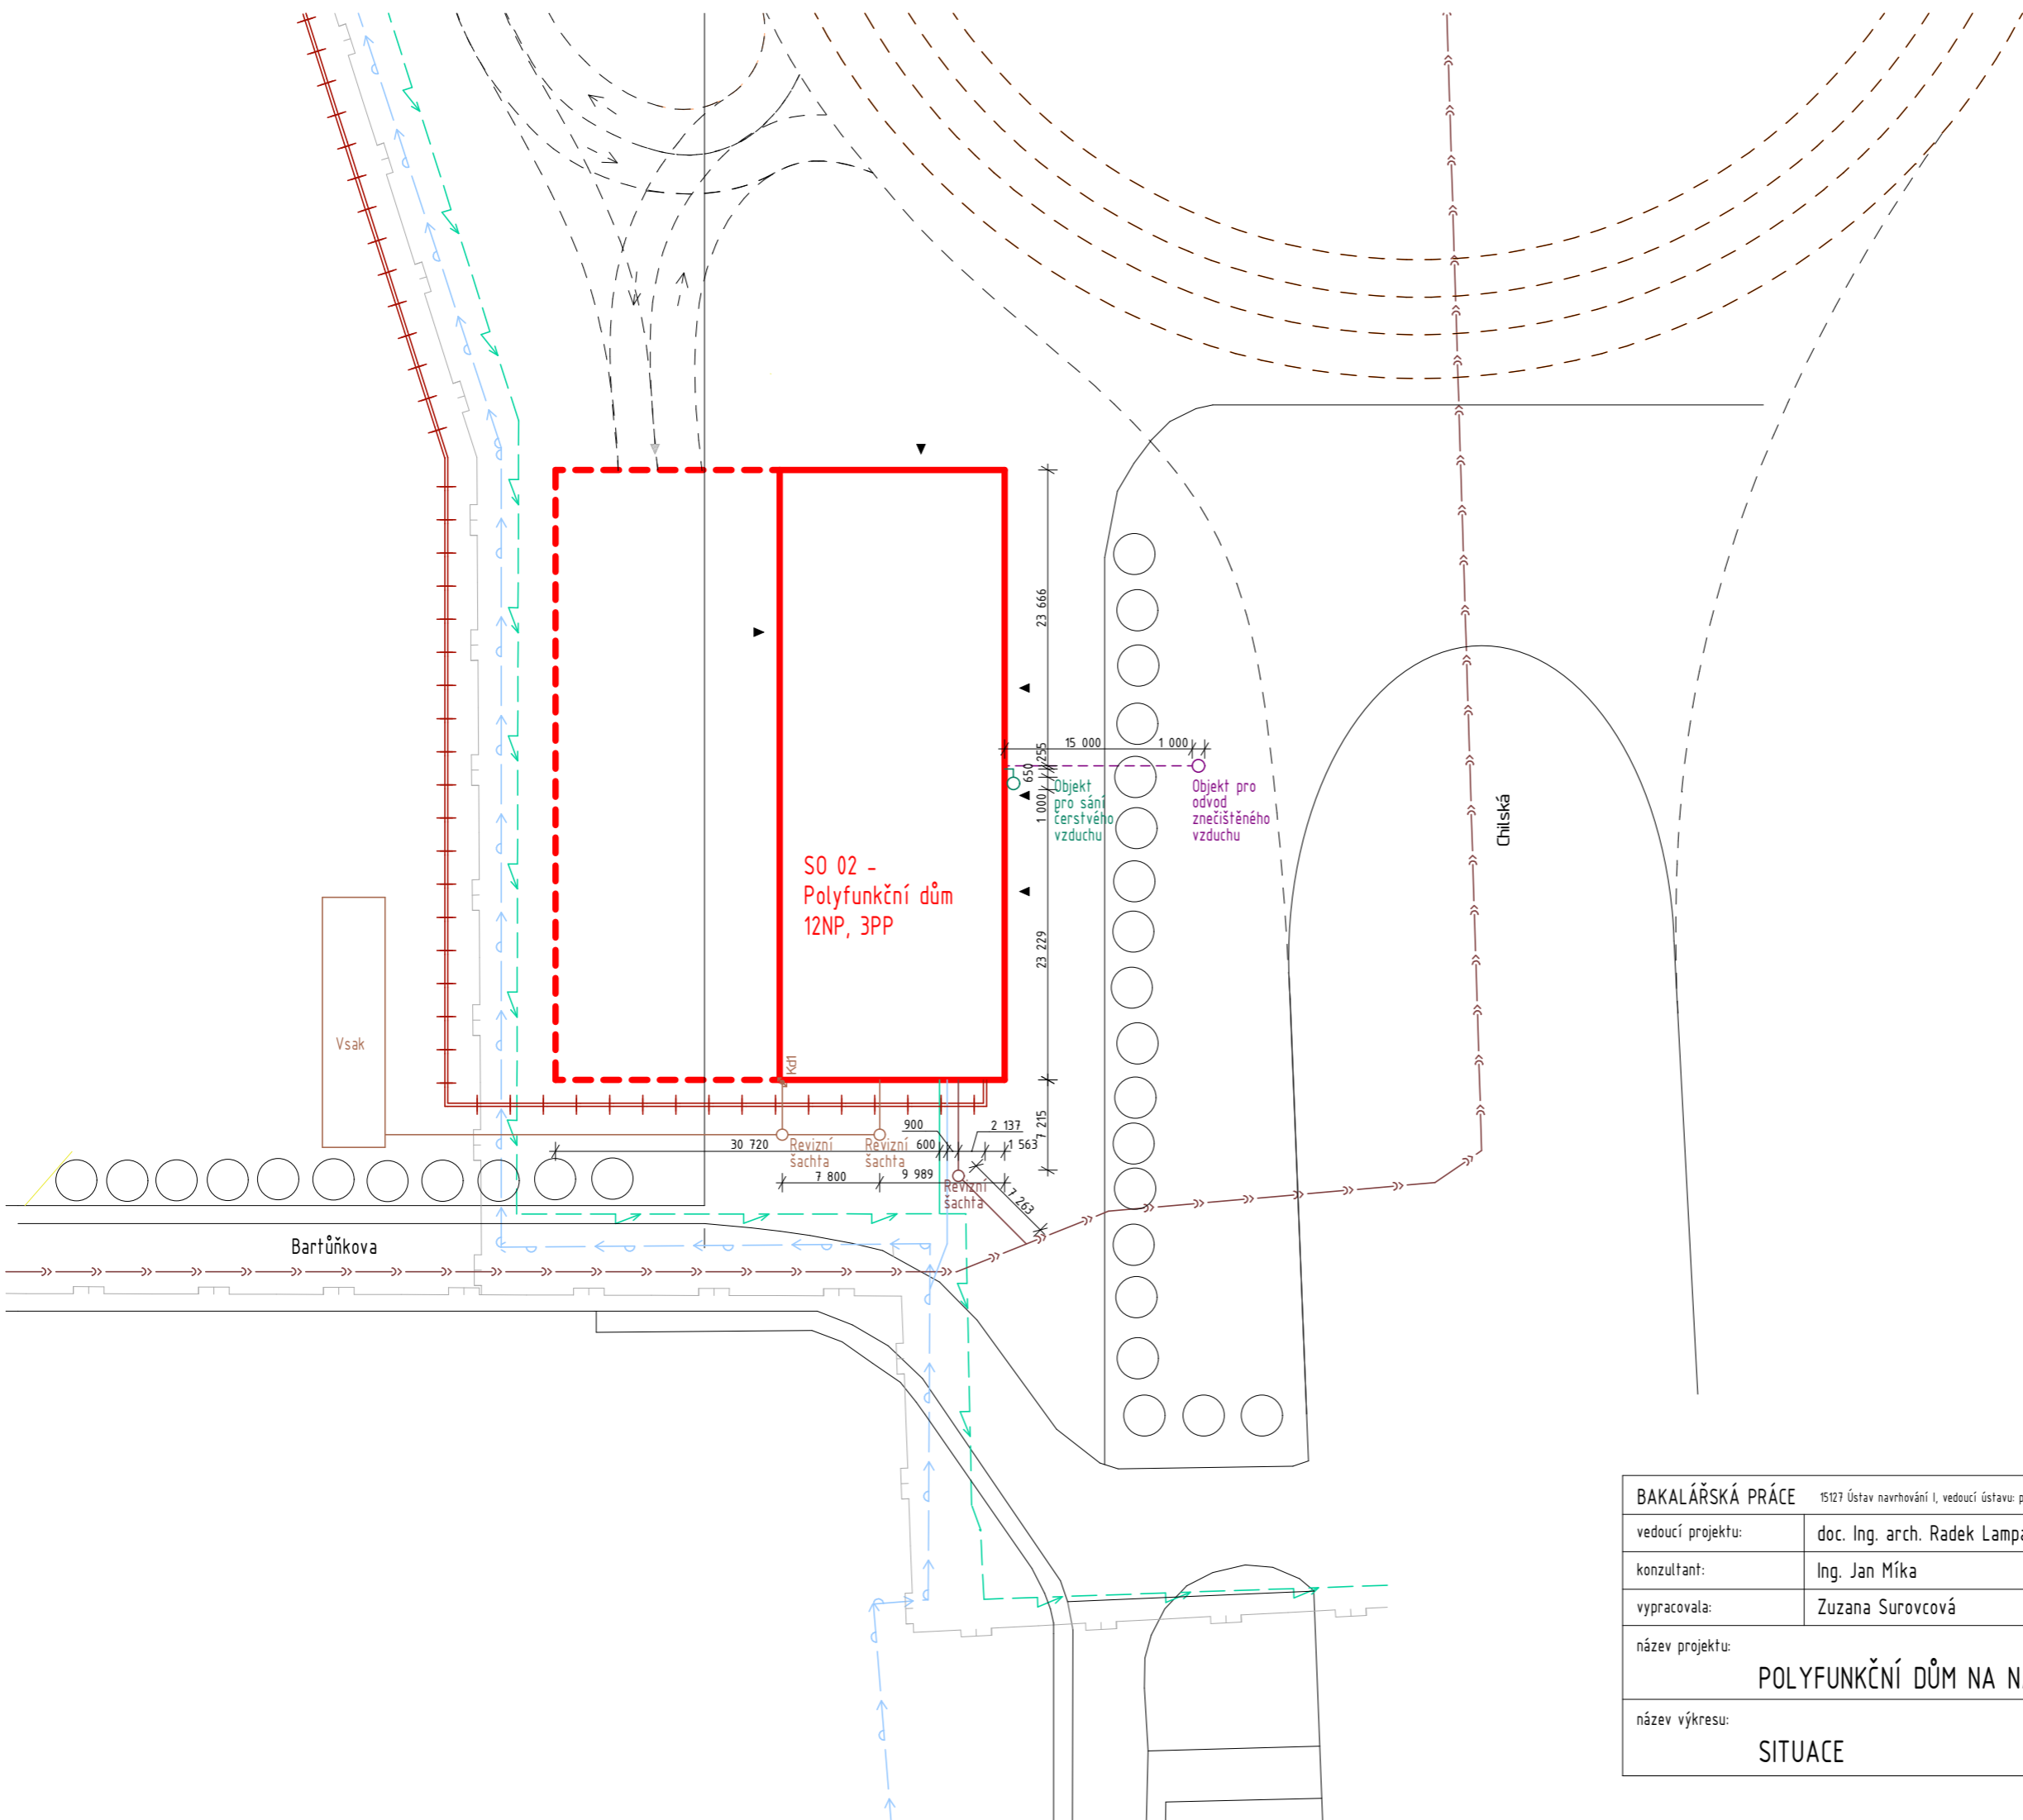 23 666
255
650
1 000
15 000
1 000
Objekt
pro sání
čerstvého
vzduchu
Objekt pro
odvod
znečištěného
vzduchu
Chilská
SO 02 -
Polyfunkční dům
12NP, 3PP
23 229
Vsak
Kd1
7 215
900
2 137
30 720
600
1 563
Revizní
šachta
Revizní
šachta
7 800
9 989
Revizní
šachta
7 263
Bartůňkova
BAKALÁŘSKÁ PRÁCE 15127 Ústav navrhování I, vedoucí ústavu: p
vedoucí projektu: doc. Ing. arch. Radek Lampa
konzultant: Ing. Jan Míka
vypracovala: Zuzana Surovcová
název projektu:
POLYFUNKČNÍ DŮM NA N
název výkresu:
SITUACE